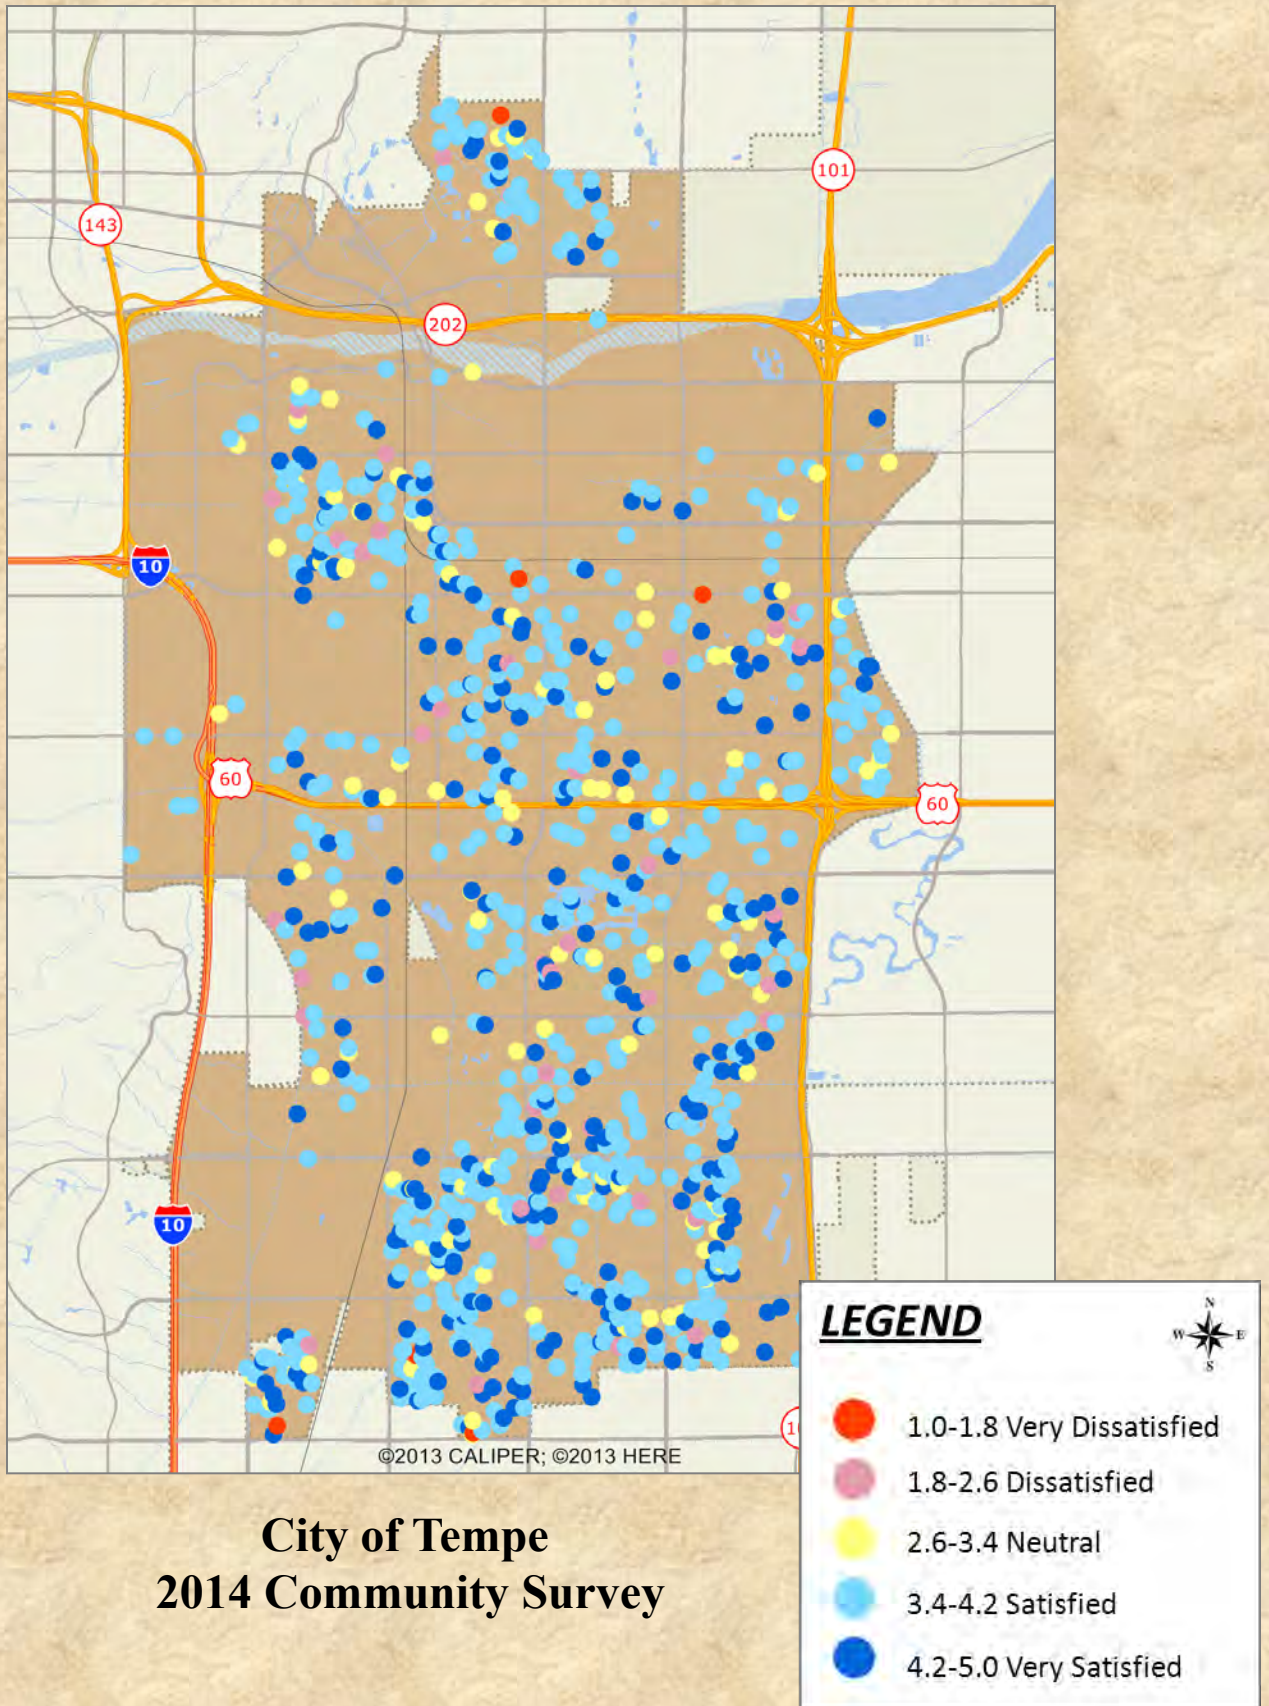 101
143
202
10
60
60
10
©2013 CALIPER; ©2013 HERE
LEGEND
N
W E
S
1.0-1.8 Very Dissatisfied
1.8-2.6 Dissatisfied
2.6-3.4 Neutral
3.4-4.2 Satisfied
4.2-5.0 Very Satisfied
City of Tempe
2014 Community Survey